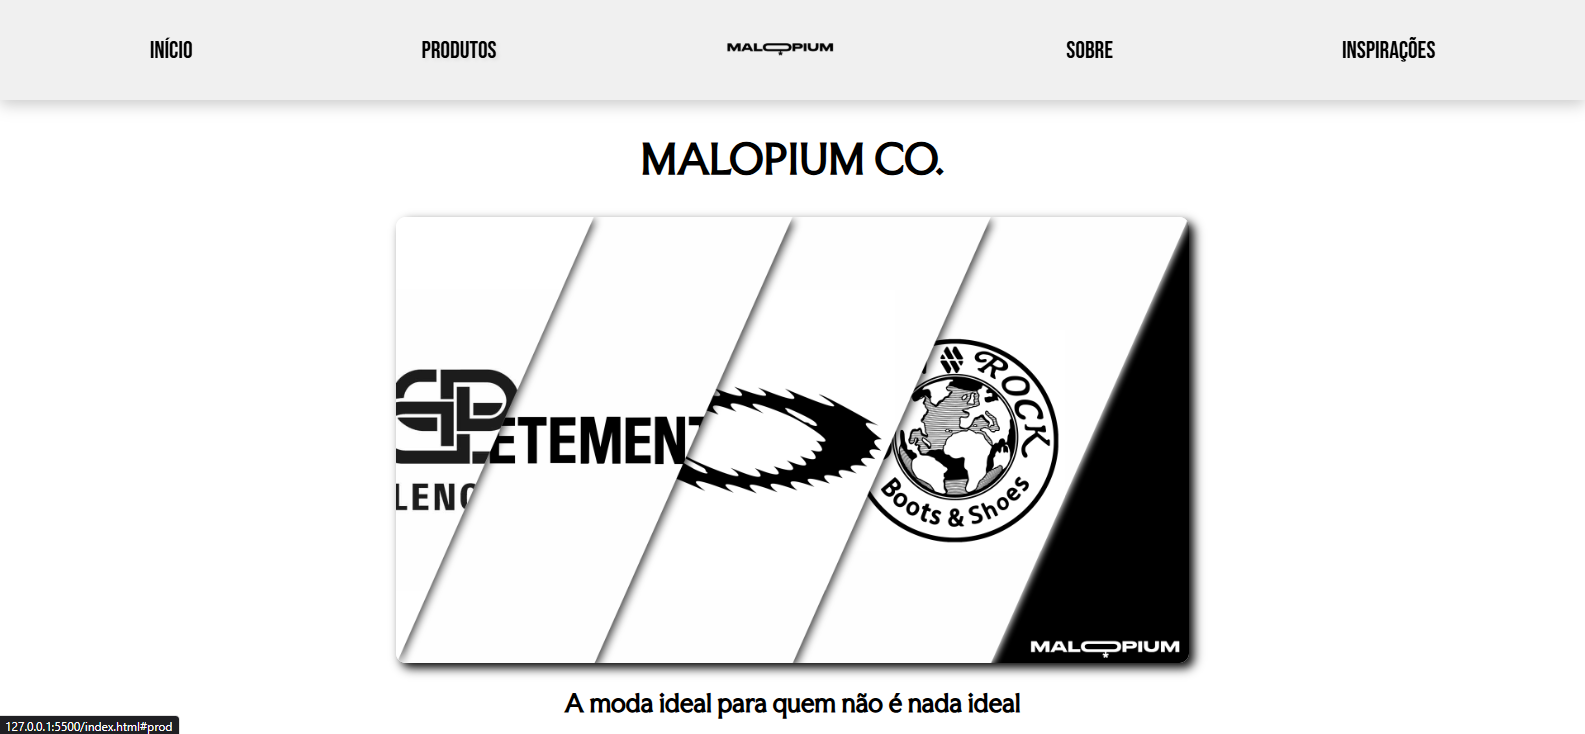 INÍCIO
PRODUTOS
MALOPIUM
SOBRE
INSPIRAÇÕES
MALOPIUM CO.
ROCK
ETEMENT
LENC
Boots & Shoes
MALOPIUM
A moda ideal para quem não é nada ideal
127.0.0.1:5500/index.html#prod